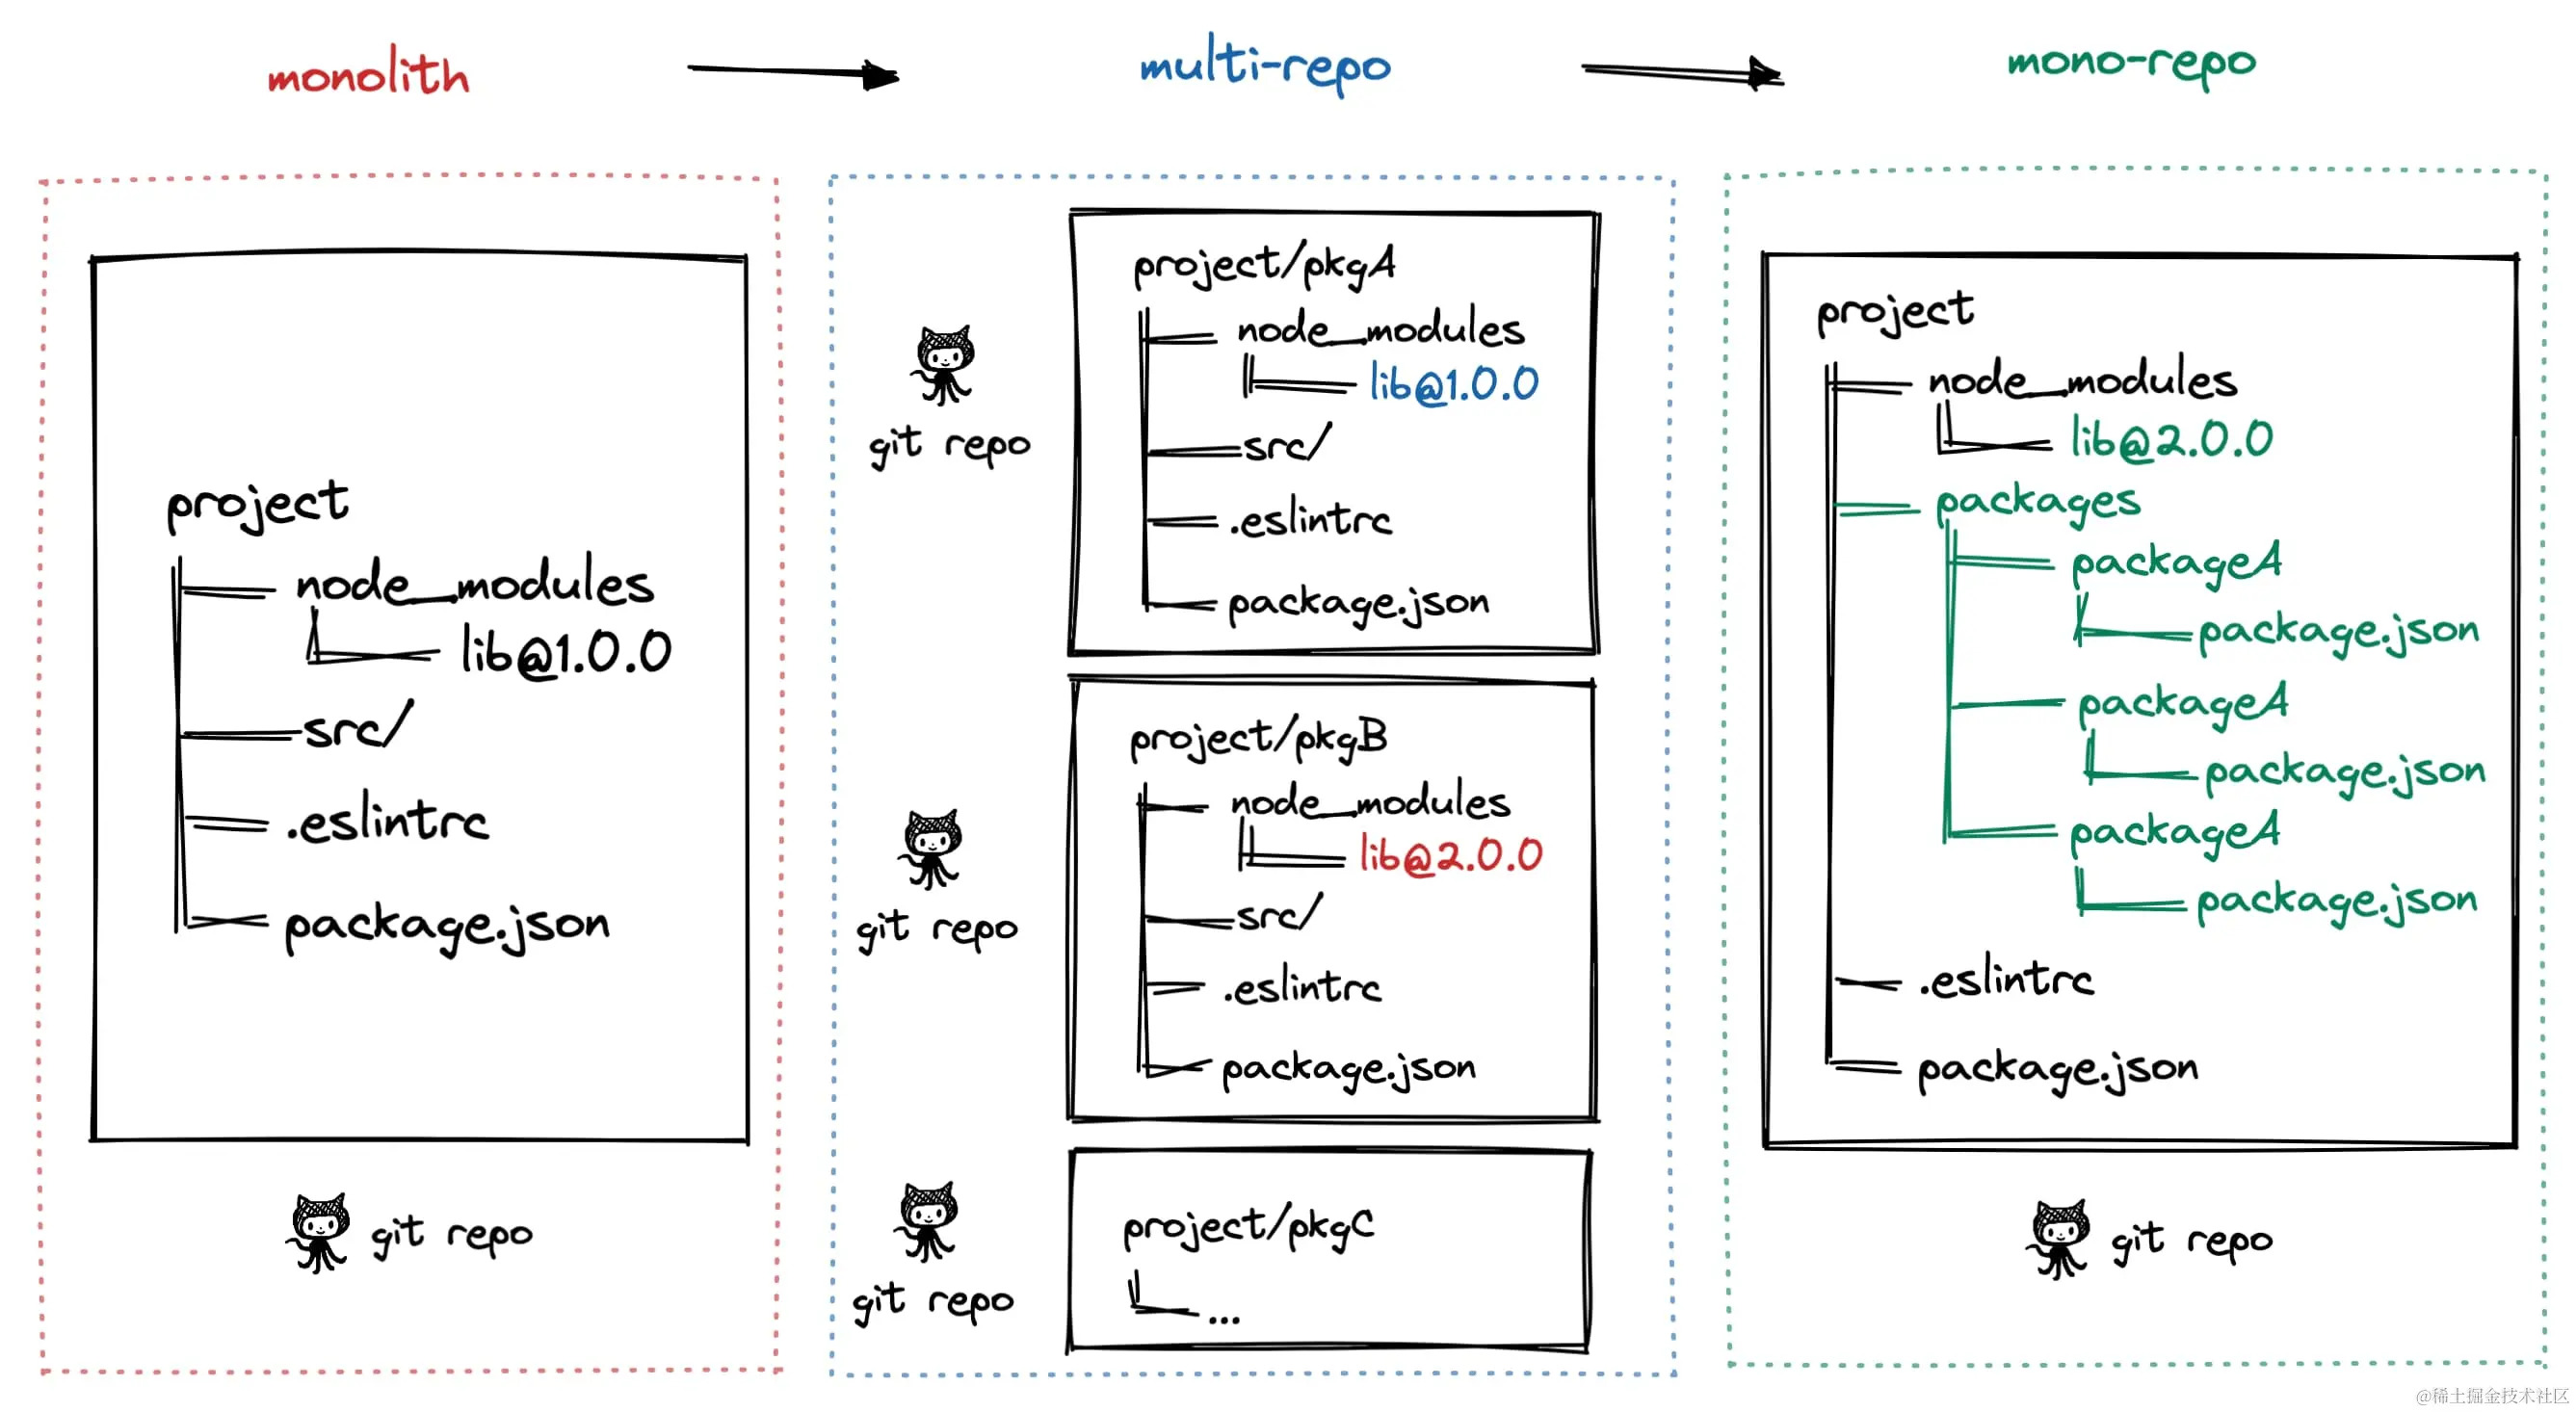 monolith
multi-repo
mono-repo
project
node_modules
lib@1.0.0
src/
.eslintrc
package.json
git repo
git repo
project/pkgA
node_modules
lib@1.0.0
src/
.eslintrc
package.json
git repo
project/pkgB
node_modules
lib@2.0.0
src/
.eslintrc
package.json
git repo
project/pkgC
...
project
node_modules
lib@2.0.0
packages
packageA
package.json
packageA
package.json
packageA
package.json
.eslintrc
package.json
git repo
@稀土掘金技术社区